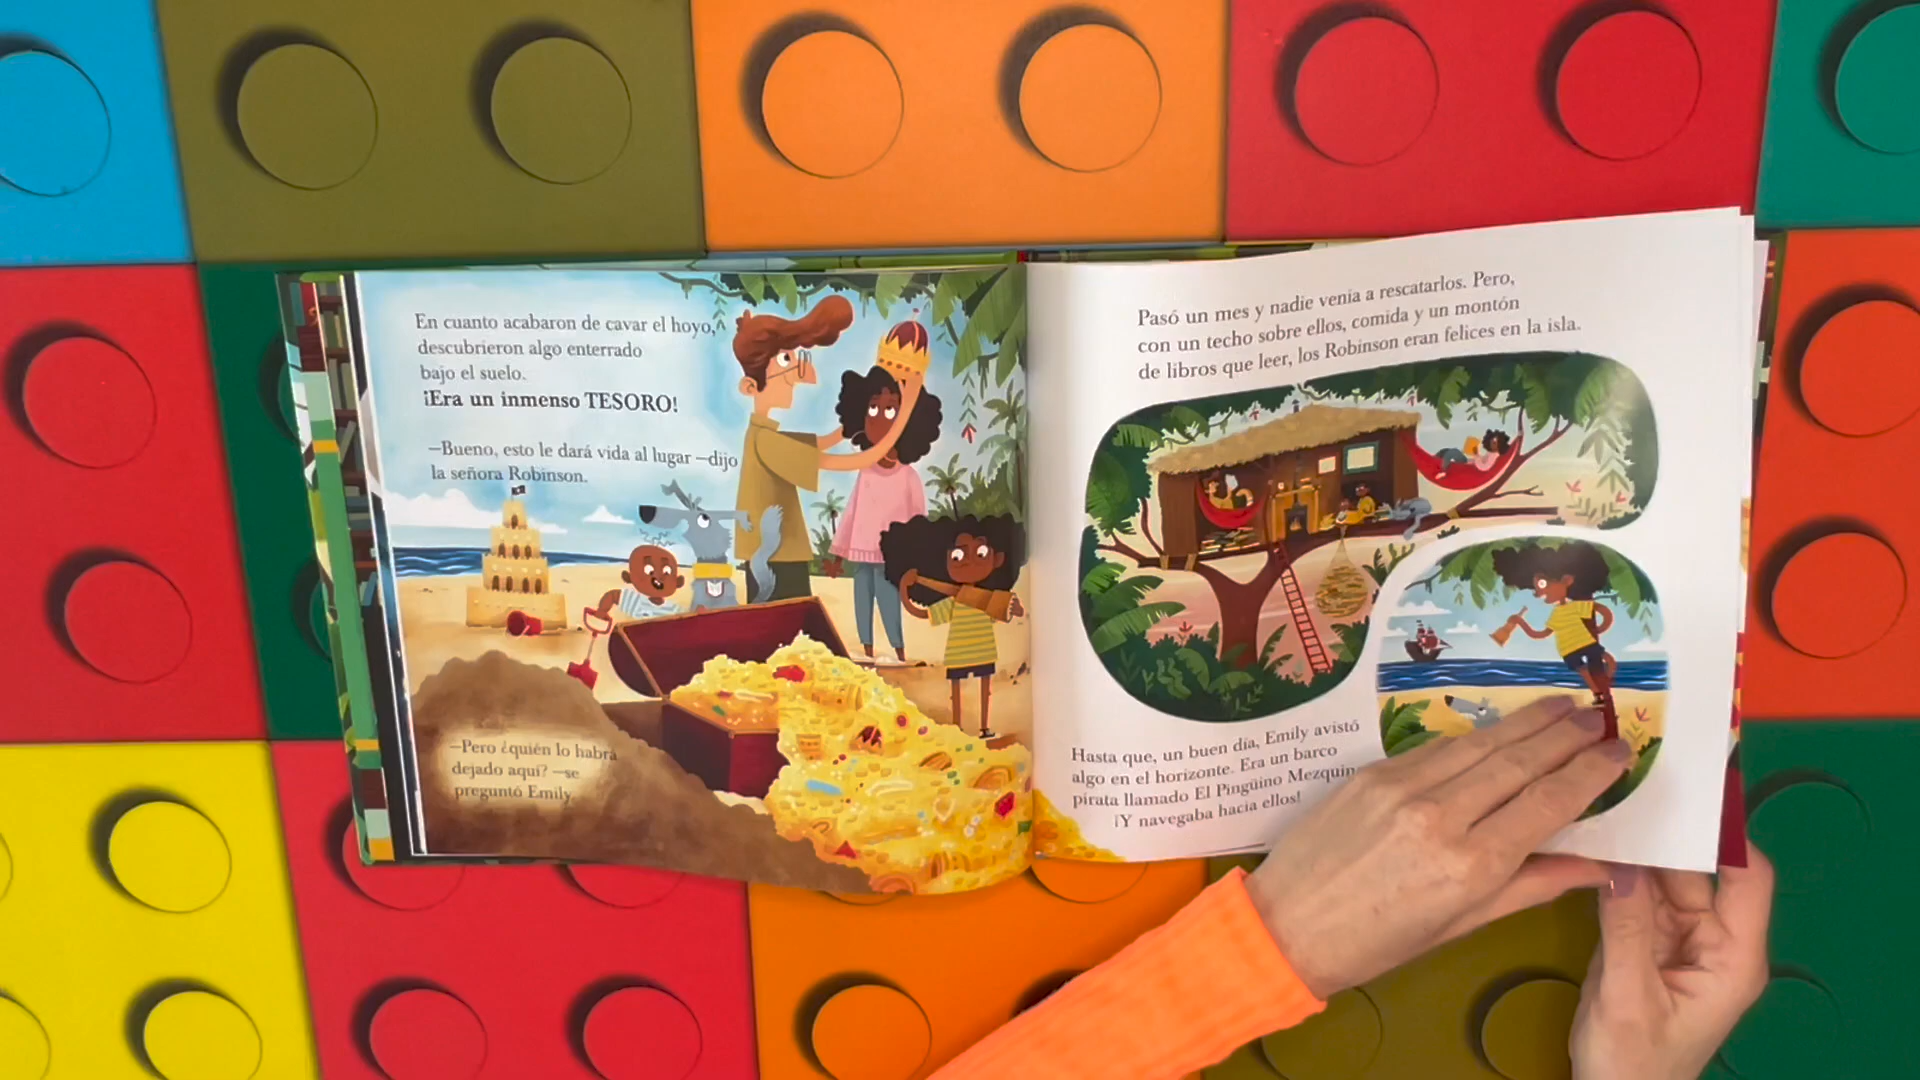 En cuanto acabaron de cavar el hoyo,
descubrieron algo enterrado
bajo el suelo.
¡Era un inmenso TESORO!
—Bueno, esto le dará vida al lugar —dijo
la señora Robinson.
—Pero ¿quién lo habrá
dejado aquí? —se
preguntó Emily.
Pasó un mes y nadie venía a rescatarlos. Pero,
con un techo sobre ellos, comida y un montón
de libros que leer, los Robinson eran felices en la isla.
Hasta que, un buen día, Emily avistó
algo en el horizonte. Era un barco
pirata llamado El Pingüino Mezquin
¡Y navegaba hacia ellos!